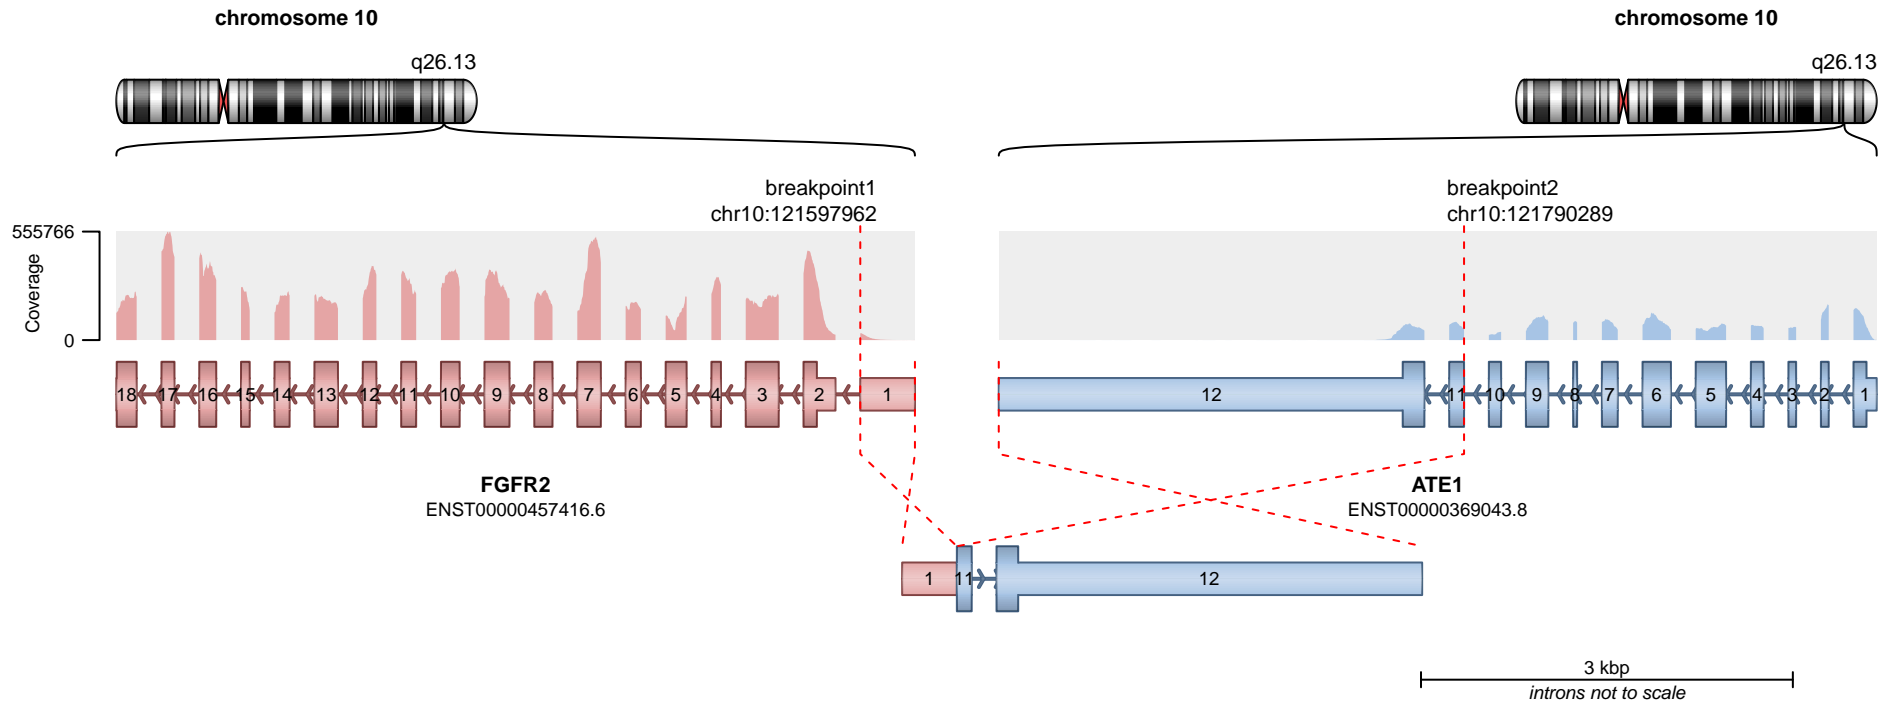 chromosome 10
chromosome 10
q26.13
q26.13
breakpoint1
chr10:121597962
breakpoint2
chr10:121790289
555766
Coverage
0
18 17 16 15 14 13 12 11 10 9 8 7 6 5 4 3 2 1
12 11 10 9 8 7 6 5 4 3 2 1
FGFR2
ENST00000457416.6
ATE1
ENST00000369043.8
1 11 12
3 kbp
introns not to scale